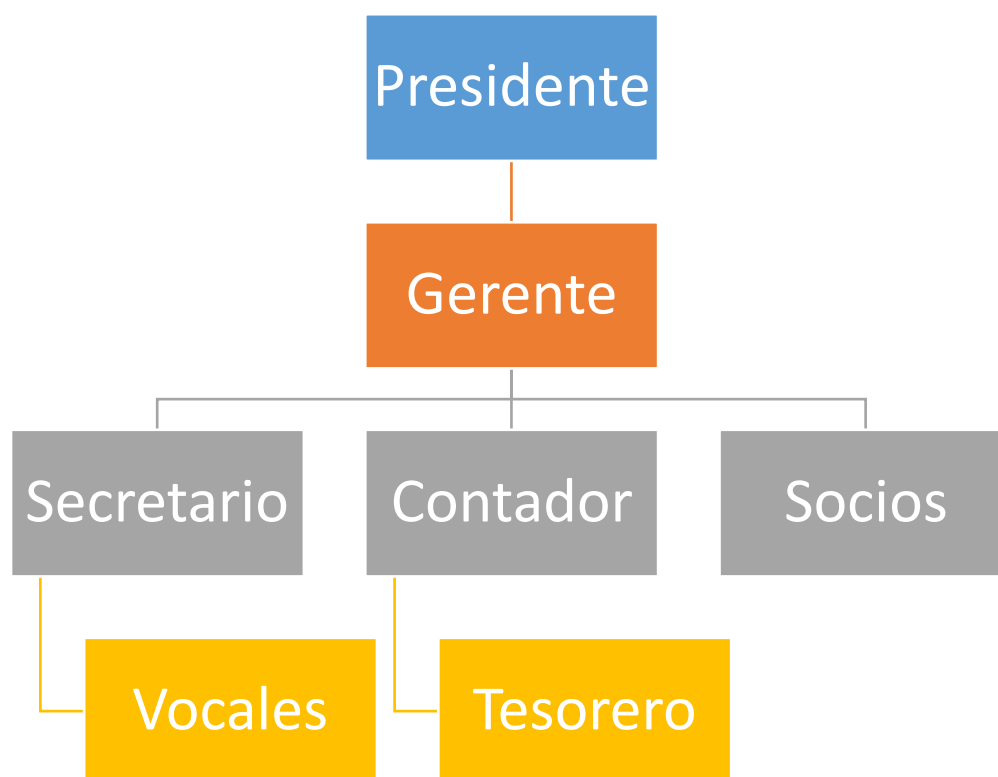 Presidente
Gerente
Secretario
Contador
Socios
Vocales
Tesorero